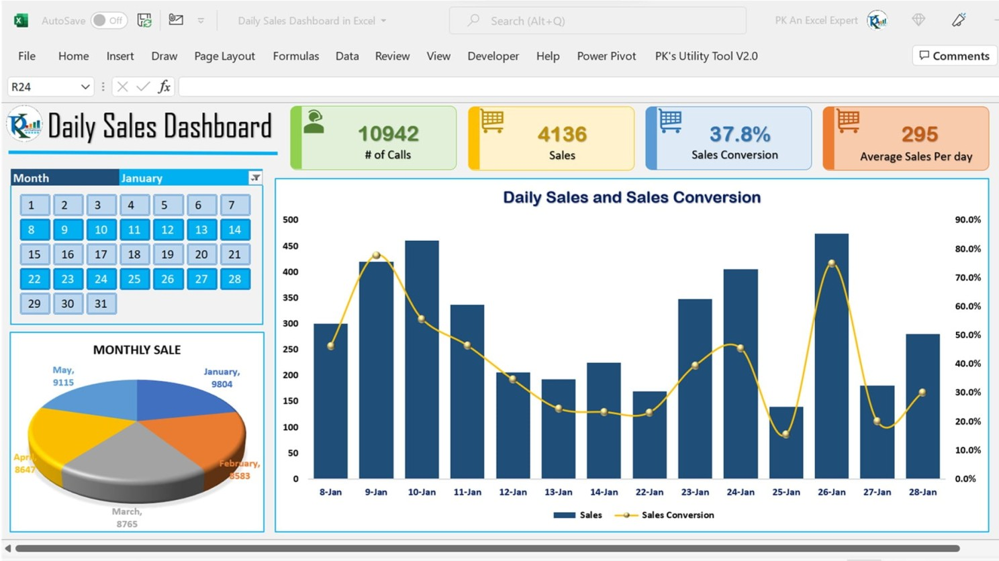 AutoSave Off Daily Sales Dashboard in Excel Search (Alt+Q) PK An Excel Expert
File Home Insert Draw Page Layout Formulas Data Review View Developer Help Power Pivot PK's Utility Tool V2.0 Comments
R24 fx
Daily Sales Dashboard
10942
# of Calls
4136
Sales
37.8%
Sales Conversion
295
Average Sales Per day
Month January
1 2 3 4 5 6 7
8 9 10 11 12 13 14
15 16 17 18 19 20 21
22 23 24 25 26 27 28
29 30 31
MONTHLY SALE
May,
9115
January,
9804
April,
8647
February,
8583
March,
8765
Daily Sales and Sales Conversion
500 90.0%
450 80.0%
400 70.0%
350 60.0%
300 50.0%
250 40.0%
200 30.0%
150 20.0%
100 10.0%
50 0.0%
0
8-Jan 9-Jan 10-Jan 11-Jan 12-Jan 13-Jan 14-Jan 22-Jan 23-Jan 24-Jan 25-Jan 26-Jan 27-Jan 28-Jan
Sales Sales Conversion